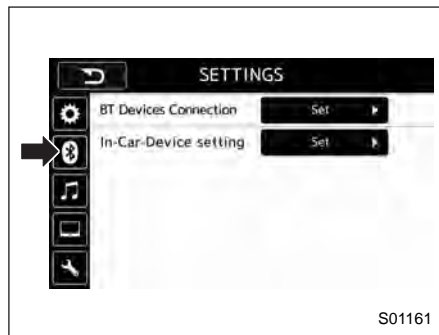 SETTINGS
BT Devices Connection Set
In-Car-Device setting Set
S01161